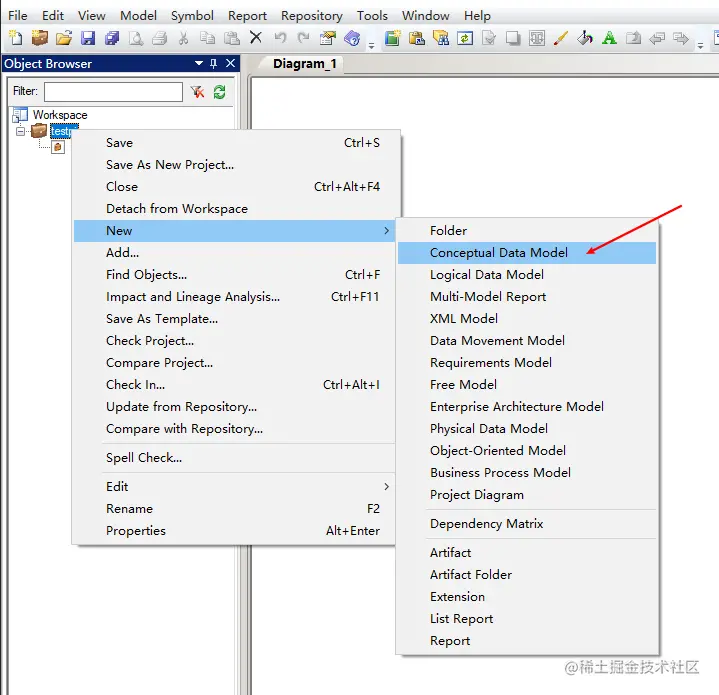 File Edit View Model Symbol Report Repository Tools Window Help
Object Browser
Diagram_1
Filter:
Workspace
Save Ctrl+S
Save As New Project...
Close Ctrl+Alt+F4
Detach from Workspace
New
Add...
Find Objects... Ctrl+F
Impact and Lineage Analysis... Ctrl+F11
Save As Template...
Check Project...
Compare Project...
Check In... Ctrl+Alt+I
Update from Repository...
Compare with Repository...
Spell Check...
Edit
Rename F2
Properties Alt+Enter
Folder
Conceptual Data Model
Logical Data Model
Multi-Model Report
XML Model
Data Movement Model
Requirements Model
Free Model
Enterprise Architecture Model
Physical Data Model
Object-Oriented Model
Business Process Model
Project Diagram
Dependency Matrix
Artifact
Artifact Folder
Extension
List Report
Report
@稀土掘金技术社区